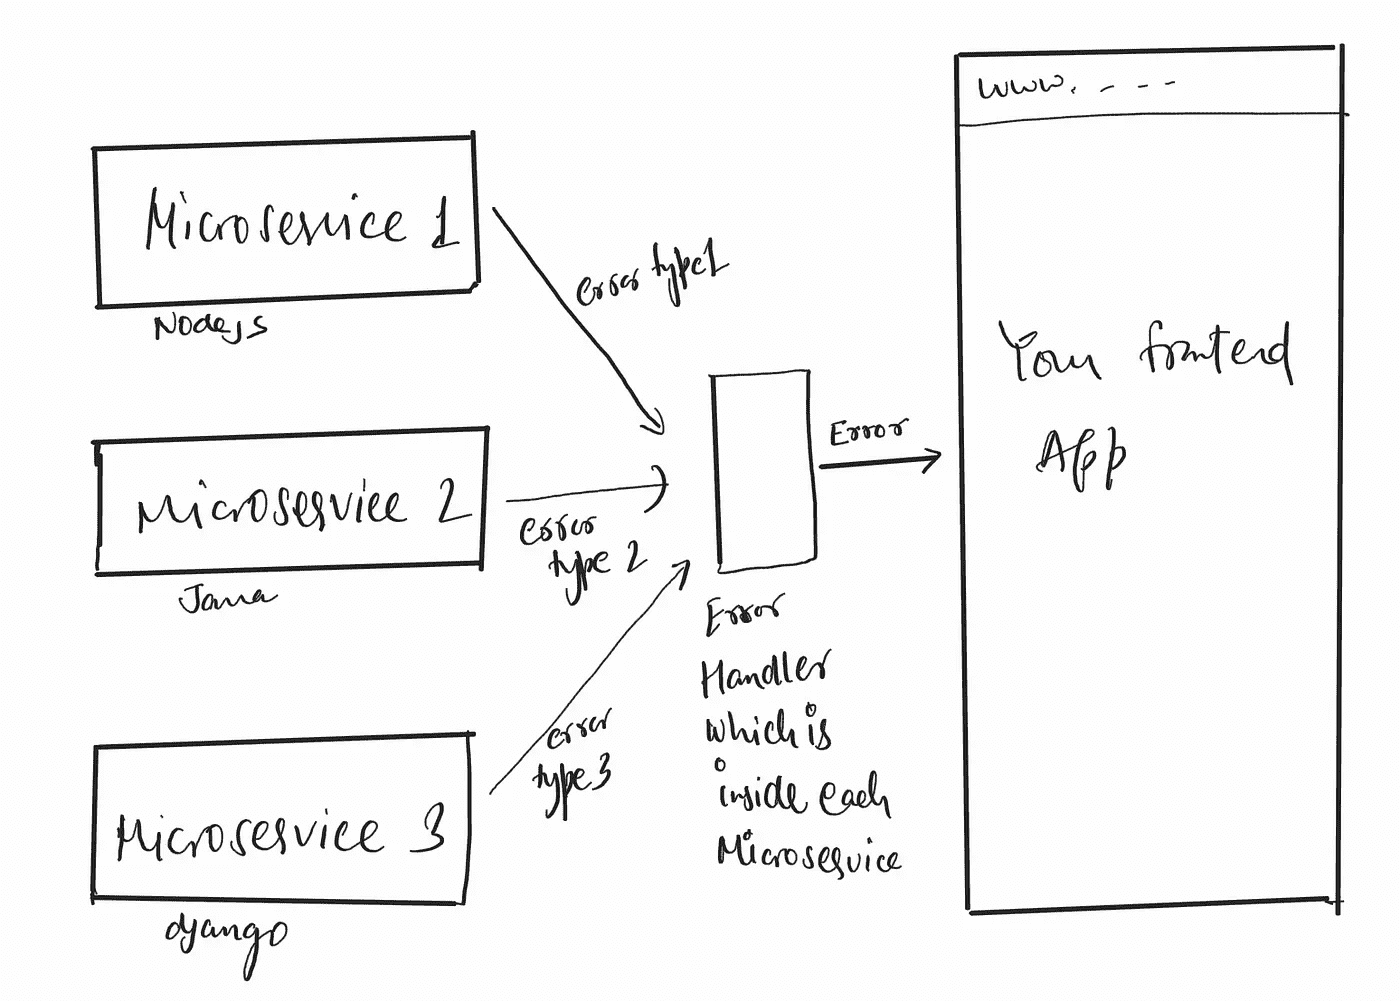 www. - - -
Microservice 1
Nodejs
error type1
Microservice 2
Java
error
type 2
Microservice 3
django
error
type3
Error
Handler
which is
inside each
Microservice
Error
Your frontend
App